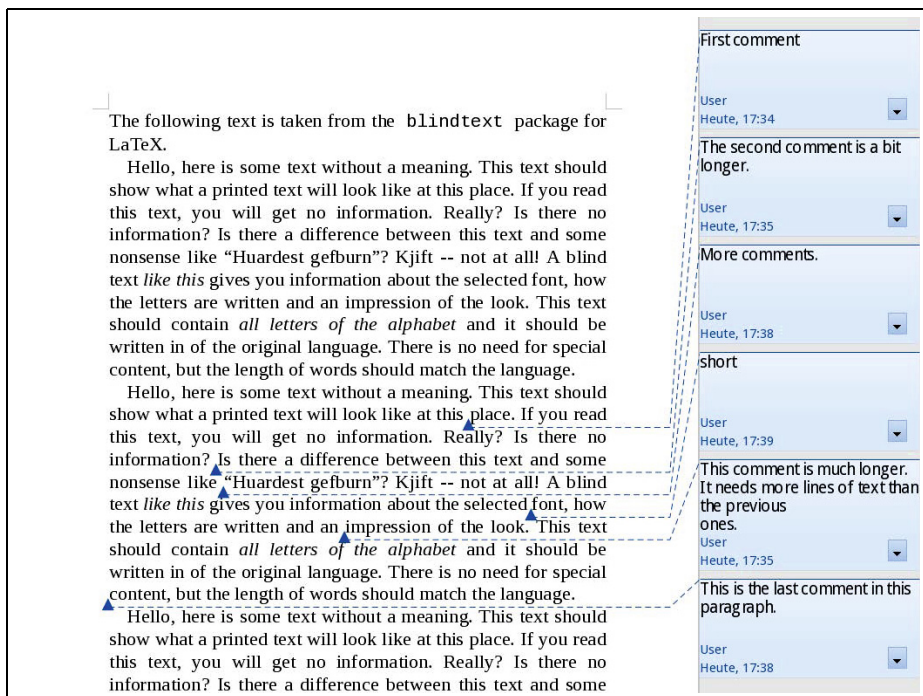 The following text is taken from the blindtext package for
LaTeX.
Hello, here is some text without a meaning. This text should
show what a printed text will look like at this place. If you read
this text, you will get no information. Really? Is there no
information? Is there a difference between this text and some
nonsense like “Huardest gefburn”? Kjift -- not at all! A blind
text like this gives you information about the selected font, how
the letters are written and an impression of the look. This text
should contain all letters of the alphabet and it should be
written in of the original language. There is no need for special
content, but the length of words should match the language.
Hello, here is some text without a meaning. This text should
show what a printed text will look like at this place. If you read
this text, you will get no information. Really? Is there no
information? Is there a difference between this text and some
nonsense like “Huardest gefburn”? Kjift -- not at all! A blind
text like this gives you information about the selected font, how
the letters are written and an impression of the look. This text
should contain all letters of the alphabet and it should be
written in of the original language. There is no need for special
content, but the length of words should match the language.
Hello, here is some text without a meaning. This text should
show what a printed text will look like at this place. If you read
this text, you will get no information. Really? Is there no
information? Is there a difference between this text and some
First comment
User
Heute, 17:34
The second comment is a bit
longer.
User
Heute, 17:35
More comments.
User
Heute, 17:38
short
User
Heute, 17:39
This comment is much longer.
It needs more lines of text than
the previous
ones.
User
Heute, 17:35
This is the last comment in this
paragraph.
User
Heute, 17:38